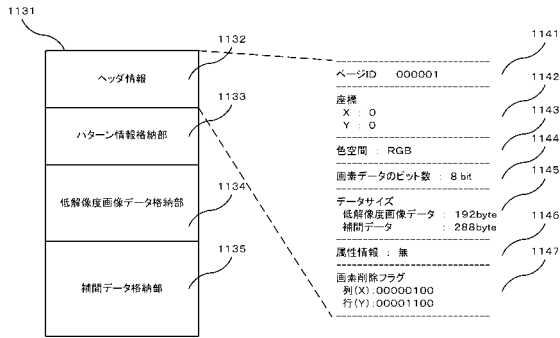 1131
1132
ヘッダ情報
1133
パターン情報格納部
1134
低解像度画像データ格納部
1135
補間データ格納部
1141
ページID 000001
1142
座標
X : 0
Y : 0
1143
色空間 : RGB
1144
画素データのビット数 : 8 bit
1145
データサイズ
低解像度画像データ : 192byte
補間データ : 288byte
1146
属性情報 : 無
1147
画素削除フラグ
列(X):00000100
行(Y):00001100